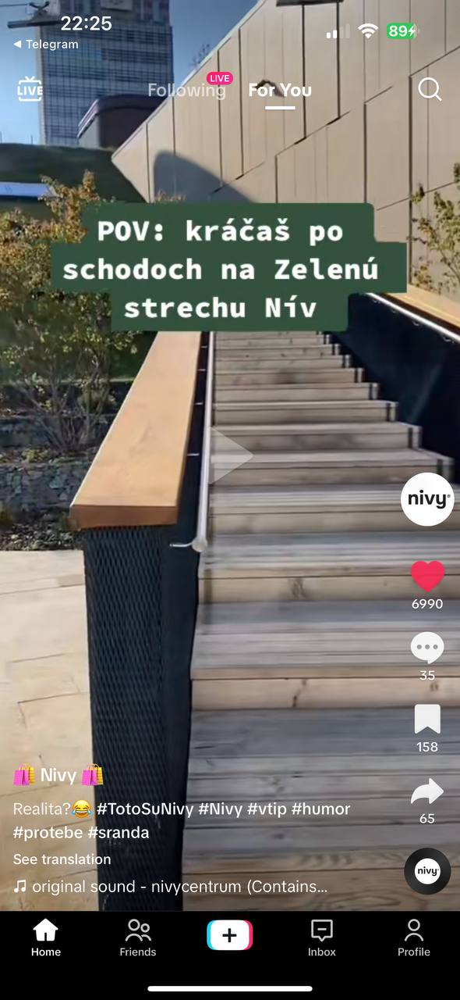 22:25
89
Telegram
LIVE
Following
LIVE
For You
POV: kráčaš po
schodoch na Zelenú
strechu Nív
nivy
6990
35
158
65
Nivy
Realita?😂 #TotoSuNivy #Nivy #vtip #humor
#protebe #sranda
See translation
original sound - nivycentrum (Contains...
nivy
Home
Friends
Inbox
Profile